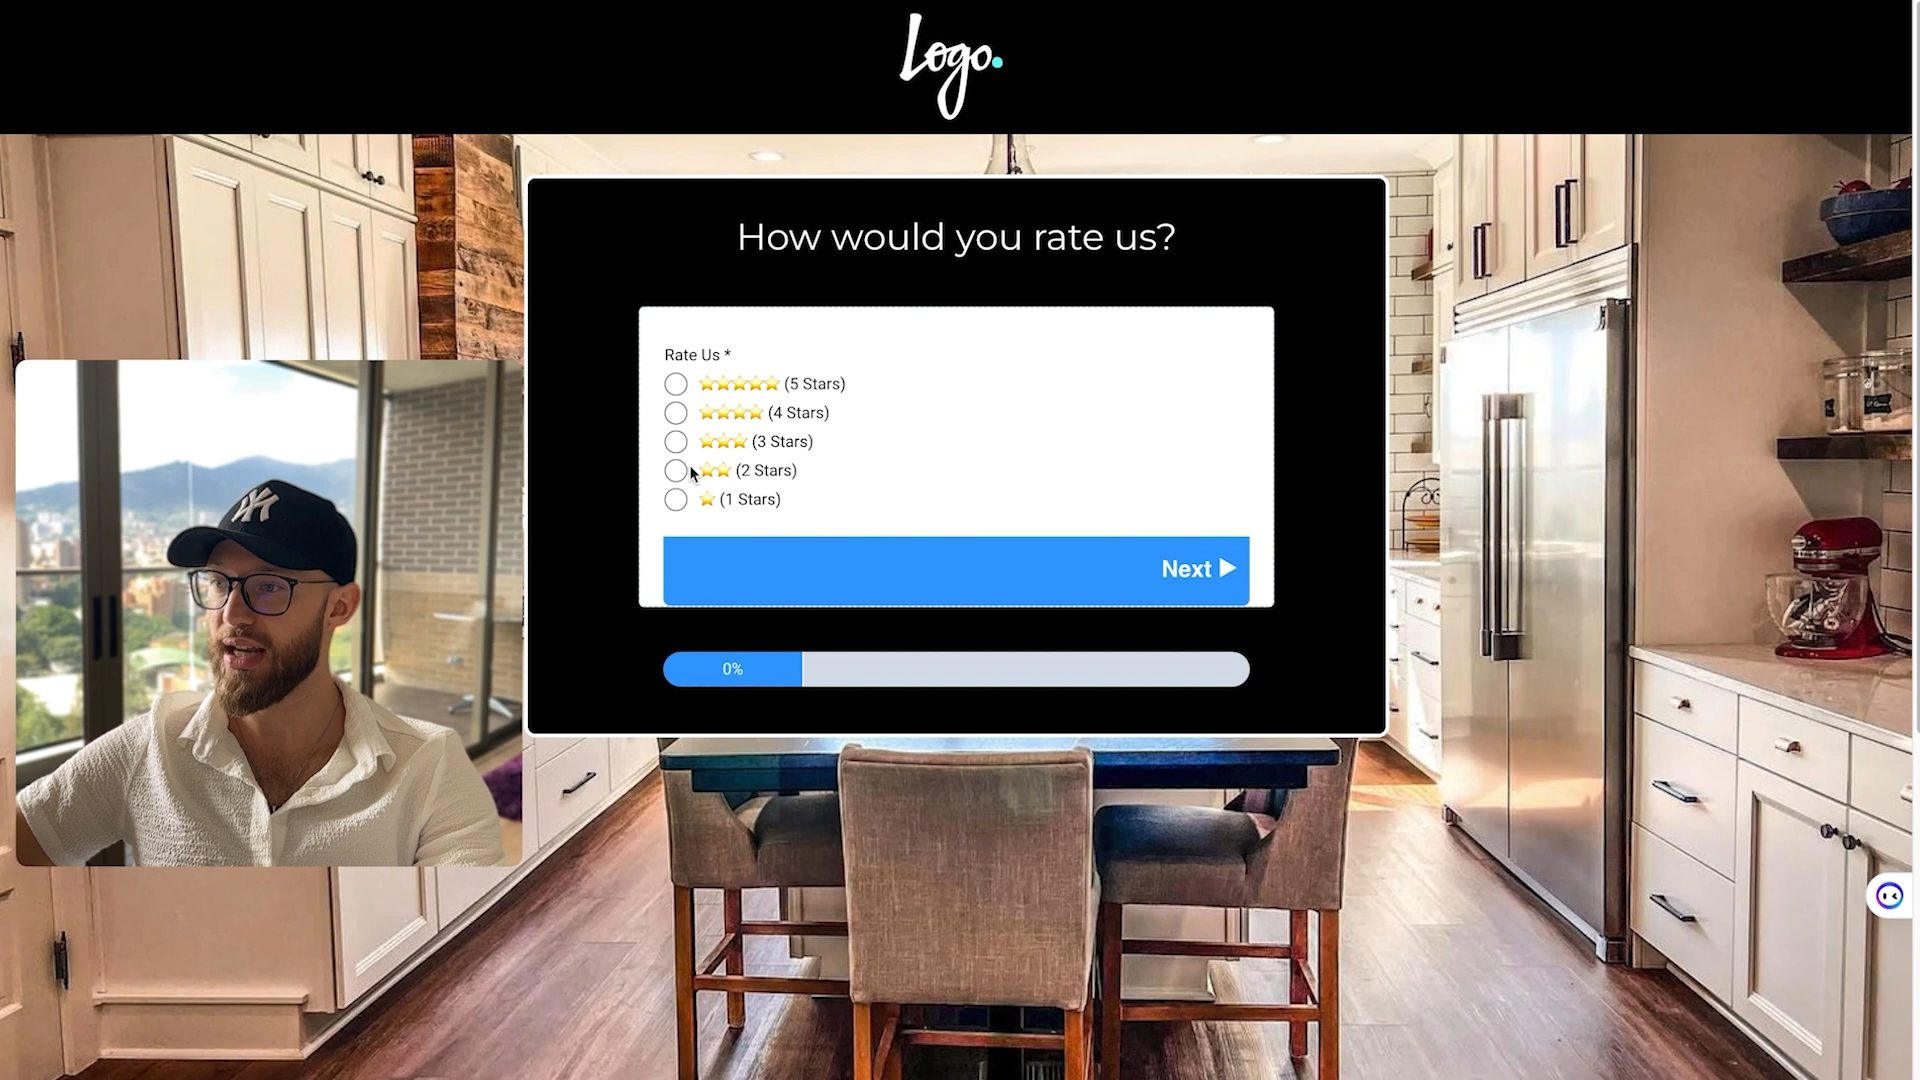 Logo.
How would you rate us?
Rate Us *
⭐⭐⭐⭐⭐ (5 Stars)
⭐⭐⭐⭐ (4 Stars)
⭐⭐⭐ (3 Stars)
⭐⭐ (2 Stars)
⭐ (1 Stars)
Next ▶
0%